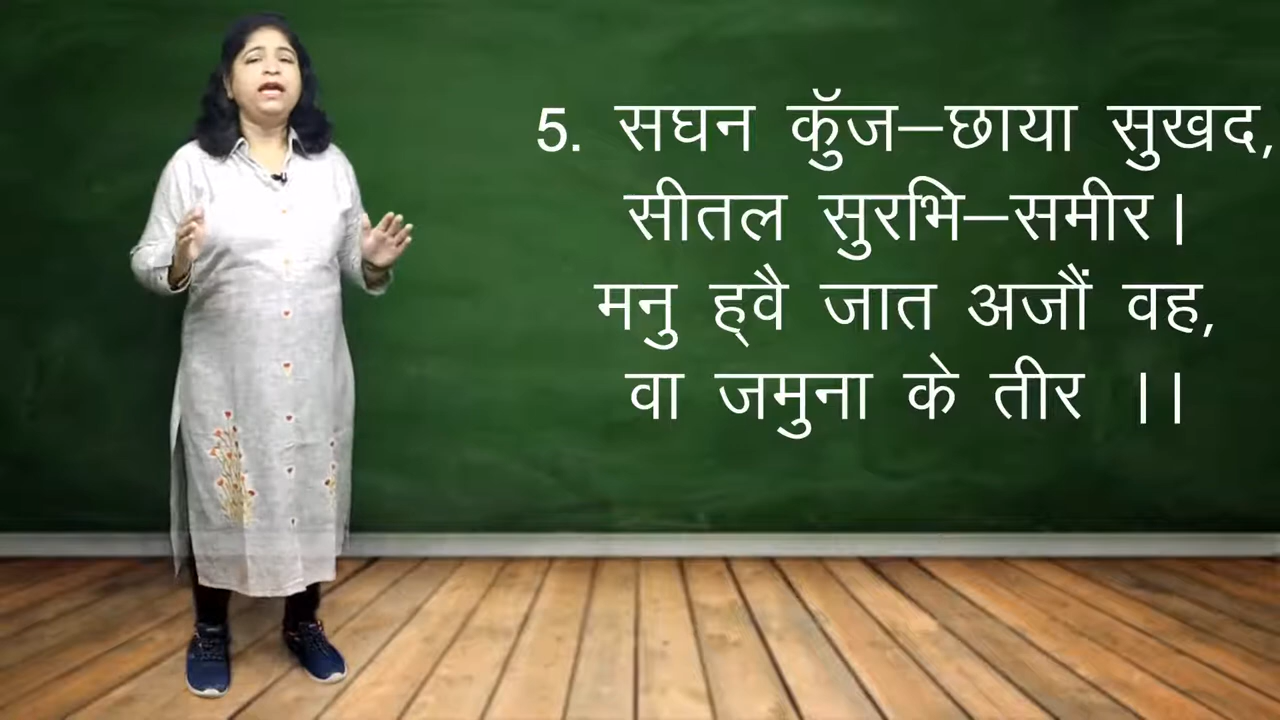 5. सघन कुॅज–छाया सुखद,
सीतल सुरभि–समीर।
मनु ह्वै जात अजौं वह,
वा जमुना के तीर ।।